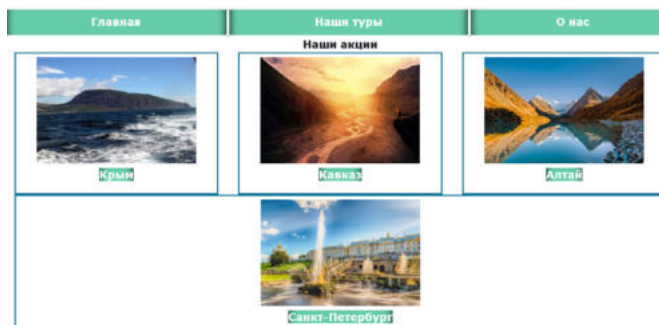 Главная
Наши туры
О нас
Наши акции
Крым
Кавказ
Алтай
Санкт-Петербург